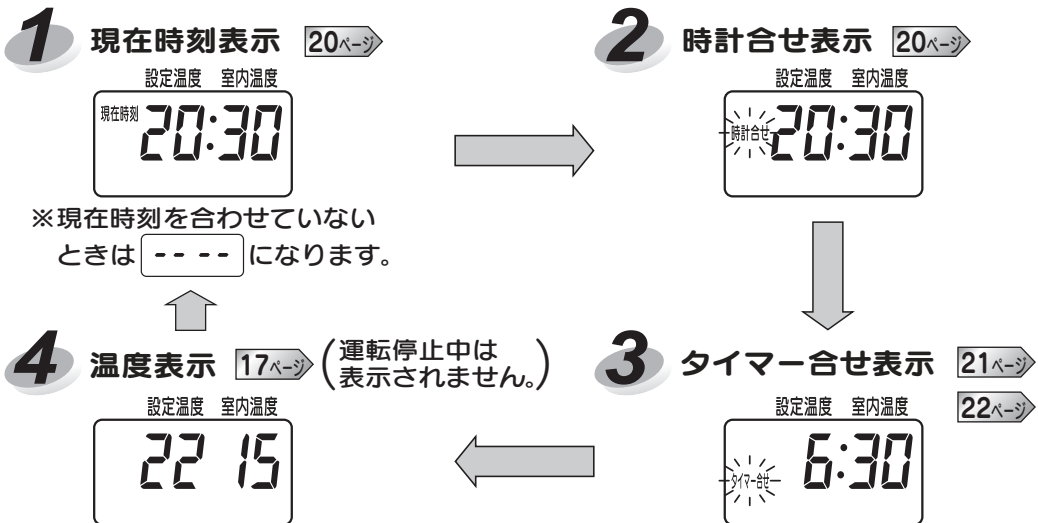 1 現在時刻表示 20ページ
設定温度 室内温度
現在時刻 20:30
※現在時刻を合わせていない
ときは ---- になります。
2 時計合せ表示 20ページ
設定温度 室内温度
時計合せ 20:30
3 タイマー合せ表示 21ページ
22ページ
設定温度 室内温度
タイマー合せ 6:30
4 温度表示 17ページ (運転停止中は
表示されません。)
設定温度 室内温度
22 15